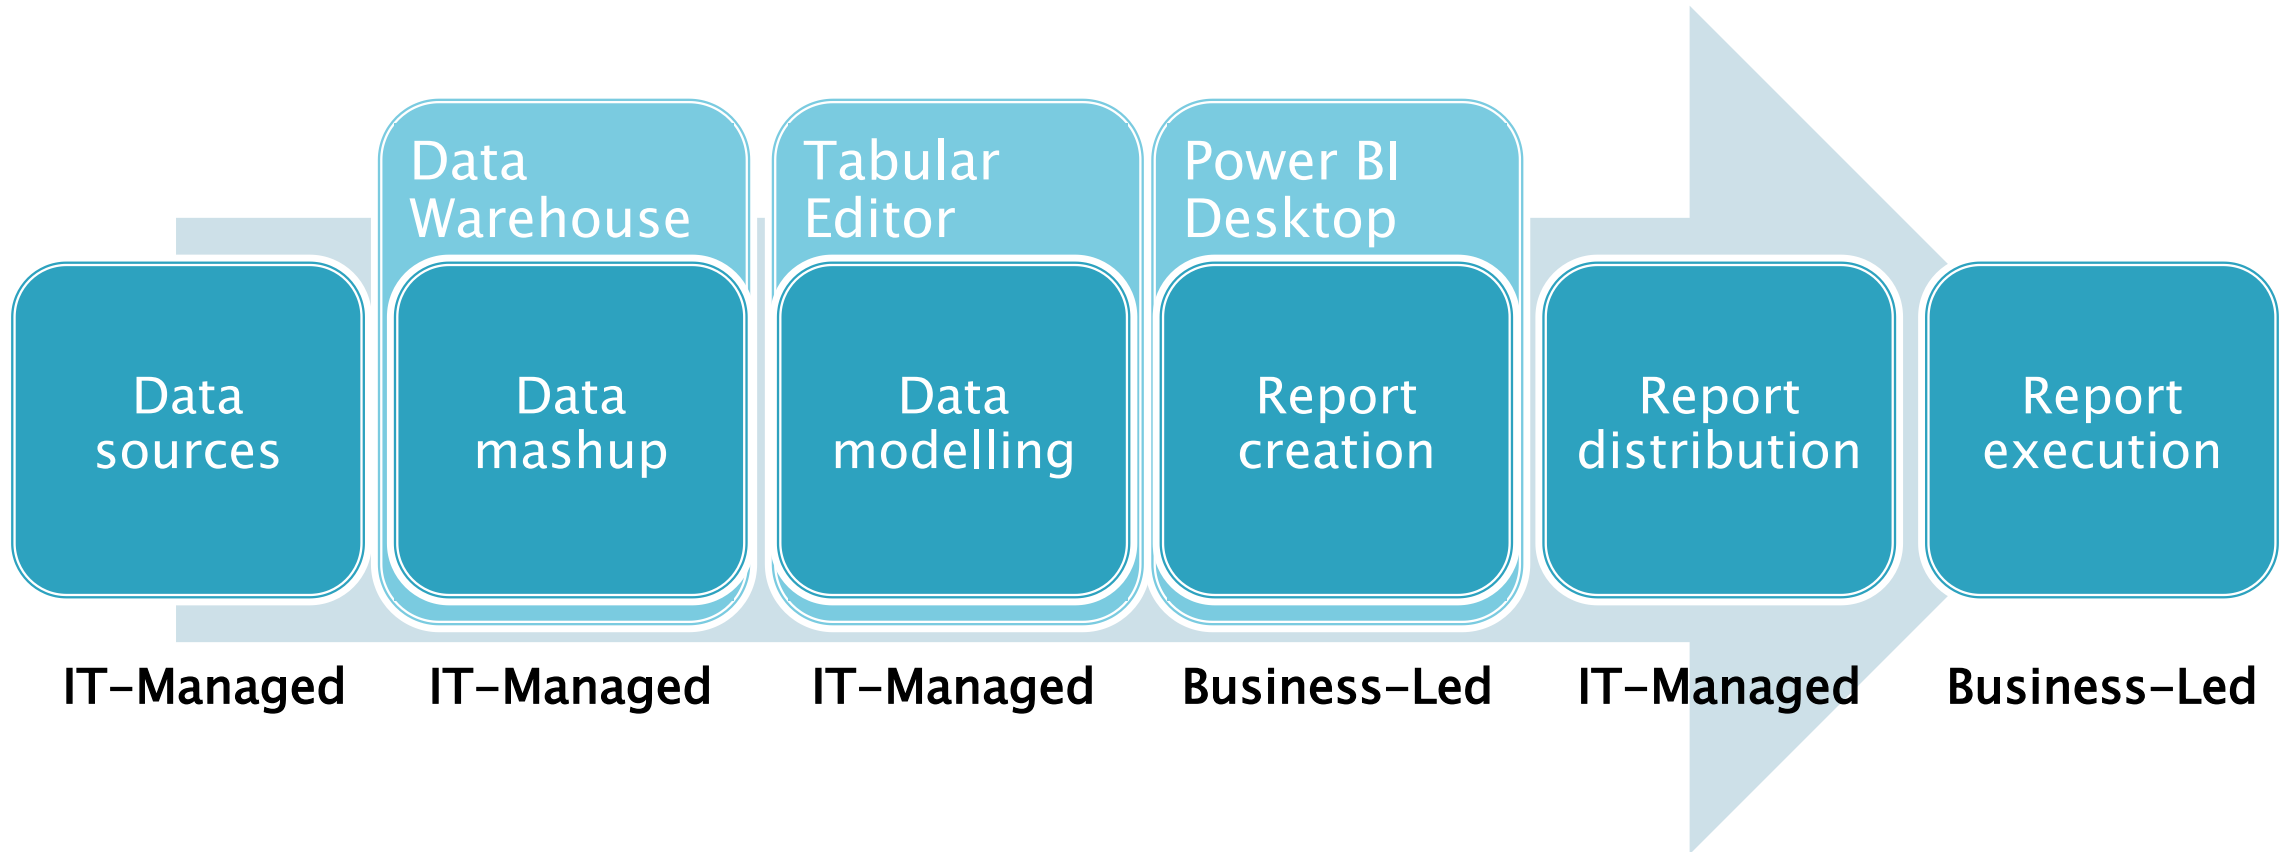 Data
Warehouse
Tabular
Editor
Power BI
Desktop
Data
sources
Data
mashup
Data
modelling
Report
creation
Report
distribution
Report
execution
IT-Managed
IT-Managed
IT-Managed
Business-Led
IT-Managed
Business-Led